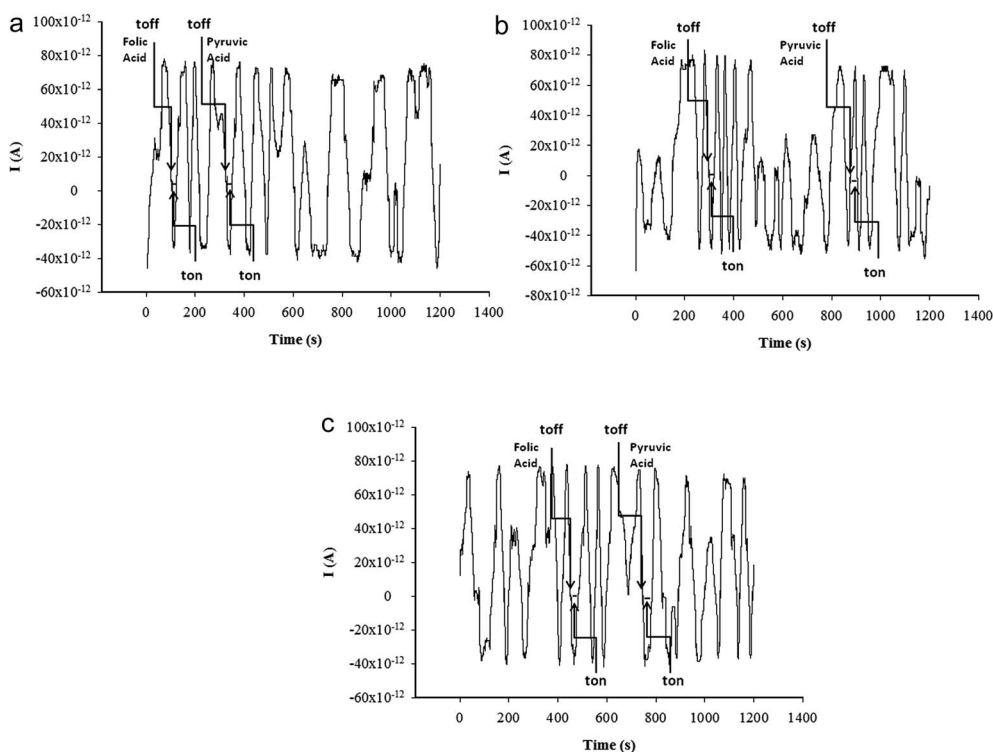 a
toff
toff
Folic
Acid
Pyruvic
Acid
100x10-12
80x10-12
60x10-12
40x10-12
20x10-12
0
-20x10-12
-40x10-12
-60x10-12
I (A)
ton
ton
0 200 400 600 800 1000 1200 1400
Time (s)
b
toff
toff
Folic
Acid
Pyruvic
Acid
100x10-12
80x10-12
60x10-12
40x10-12
20x10-12
0
-20x10-12
-40x10-12
-60x10-12
-80x10-12
I (A)
ton
ton
0 200 400 600 800 1000 1200 1400
Time (s)
c
toff
toff
Folic
Acid
Pyruvic
Acid
100x10-12
80x10-12
60x10-12
40x10-12
20x10-12
0
-20x10-12
-40x10-12
-60x10-12
I (A)
ton
ton
0 200 400 600 800 1000 1200 1400
Time (s)